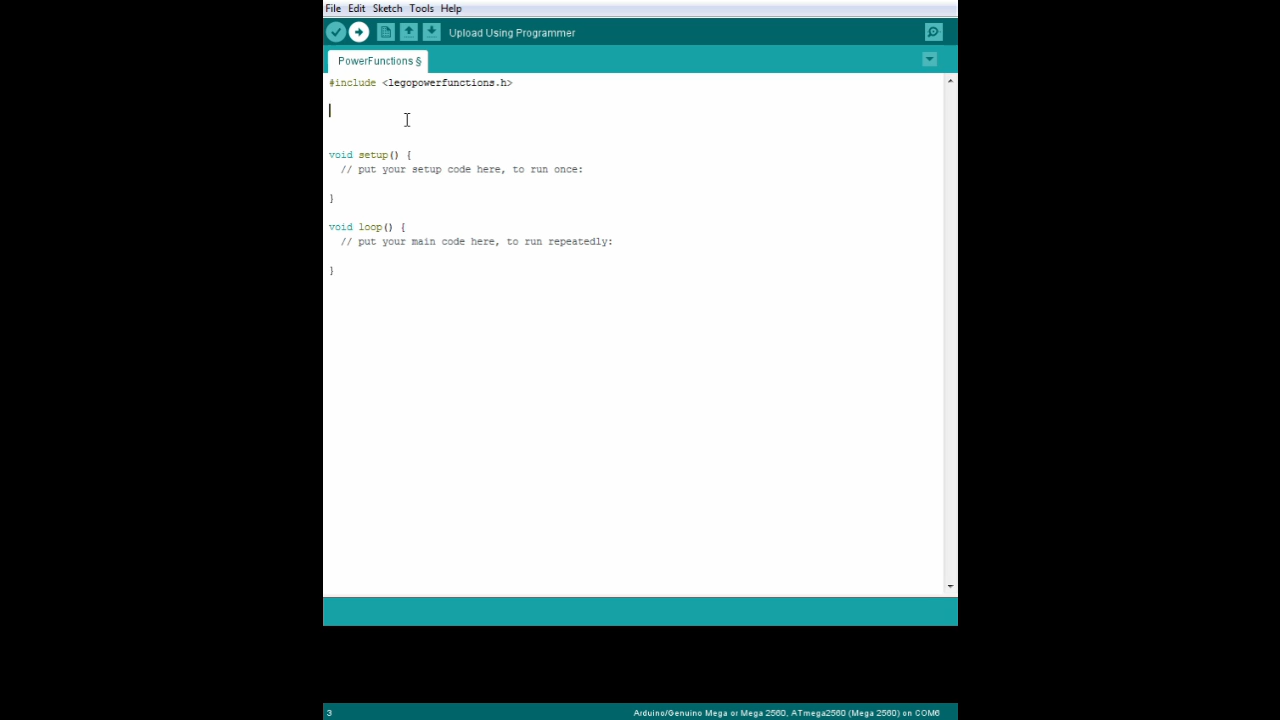 File Edit Sketch Tools Help
Upload Using Programmer
PowerFunctions §
#include <legopowerfunctions.h>
void setup() {
// put your setup code here, to run once:
}
void loop() {
// put your main code here, to run repeatedly:
}
3 Arduino/Genuino Mega or Mega 2560, ATmega2560 (Mega 2560) on COM6